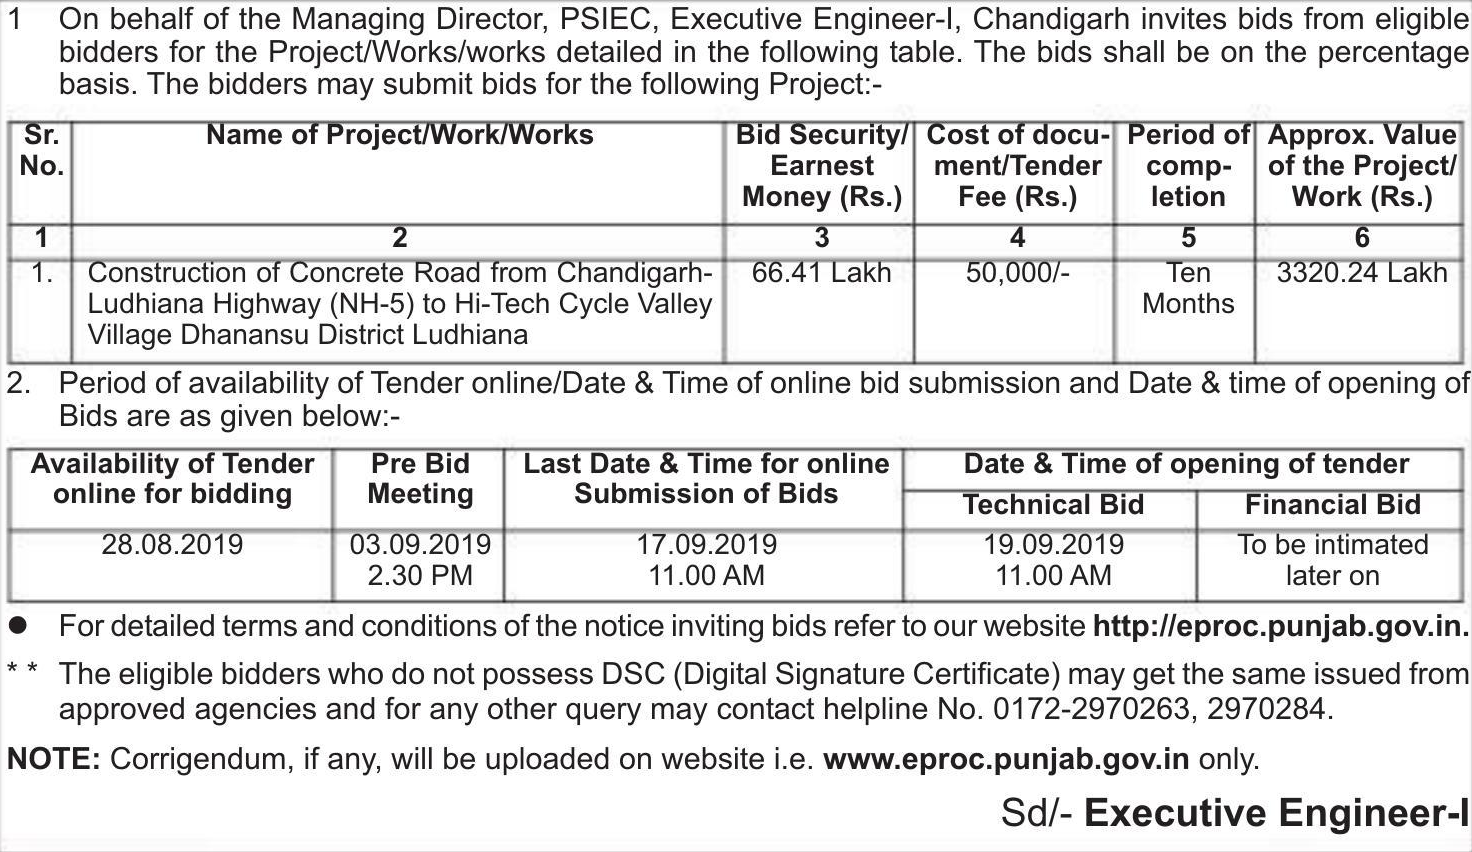 1 On behalf of the Managing Director, PSIEC, Executive Engineer-I, Chandigarh invites bids from eligible
bidders for the Project/Works/works detailed in the following table. The bids shall be on the percentage
basis. The bidders may submit bids for the following Project:-
Sr. No. Name of Project/Work/Works Bid Security/ Earnest Money (Rs.) Cost of docu- ment/Tender Fee (Rs.) Period of comp- letion Approx. Value of the Project/ Work (Rs.)
1 2 3 4 5 6
1. Construction of Concrete Road from Chandigarh- 66.41 Lakh 50,000/- Ten 3320.24 Lakh
Ludhiana Highway (NH-5) to Hi-Tech Cycle Valley Months
Village Dhanansu District Ludhiana
2. Period of availability of Tender online/Date & Time of online bid submission and Date & time of opening of
Bids are as given below:-
Availability of Tender online for bidding Pre Bid Meeting Last Date & Time for online Submission of Bids Date & Time of opening of tender
Technical Bid Financial Bid
28.08.2019 03.09.2019 17.09.2019 19.09.2019 To be intimated
2.30 PM 11.00 AM 11.00 AM later on
● For detailed terms and conditions of the notice inviting bids refer to our website http://eproc.punjab.gov.in.
* * The eligible bidders who do not possess DSC (Digital Signature Certificate) may get the same issued from
approved agencies and for any other query may contact helpline No. 0172-2970263, 2970284.
NOTE: Corrigendum, if any, will be uploaded on website i.e. www.eproc.punjab.gov.in only.
Sd/- Executive Engineer-I